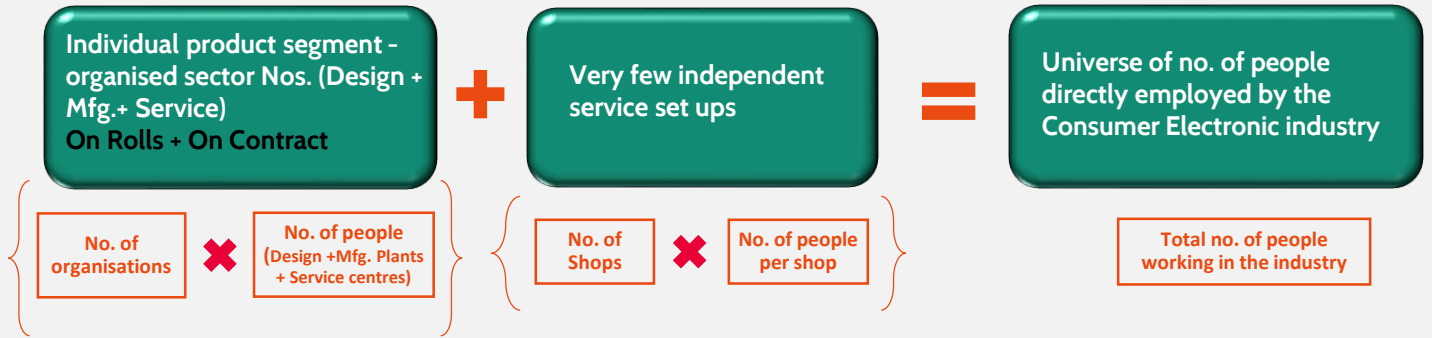 Individual product segment -
organised sector Nos. (Design +
Mfg.+ Service)
On Rolls + On Contract
+
Very few independent
service set ups
=
Universe of no. of people
directly employed by the
Consumer Electronic industry
No. of
organisations
No. of people
(Design +Mfg. Plants
+ Service centres)
No. of
Shops
No. of people
per shop
Total no. of people
working in the industry